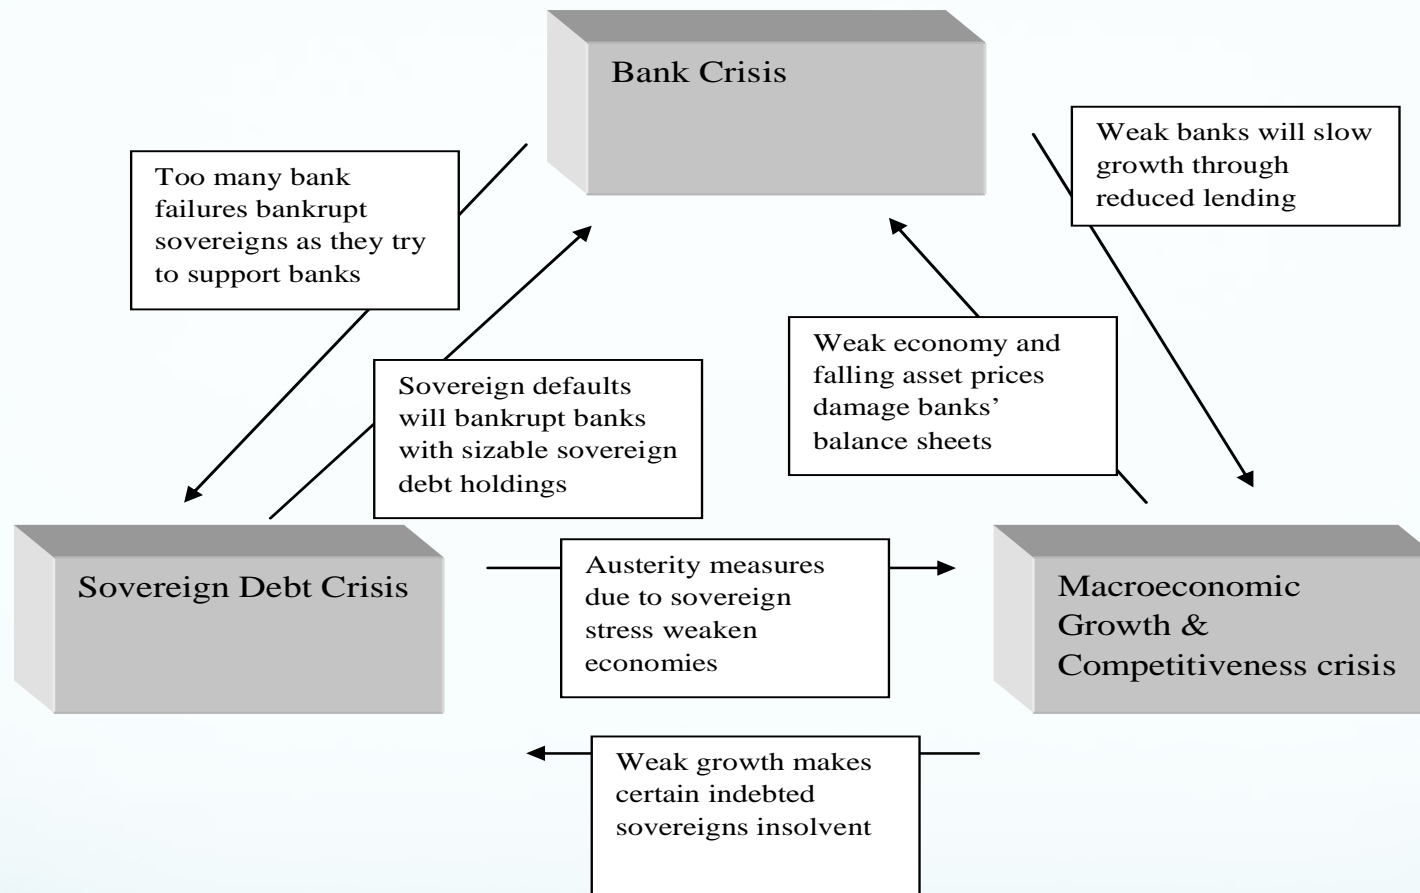 Bank Crisis
Weak banks will slow
growth through
reduced lending
Too many bank
failures bankrupt
sovereigns as they try
to support banks
Weak economy and
falling asset prices
damage banks’
balance sheets
Sovereign defaults
will bankrupt banks
with sizable sovereign
debt holdings
Sovereign Debt Crisis
Austerity measures
due to sovereign
stress weaken
economies
Macroeconomic
Growth &
Competitiveness crisis
Weak growth makes
certain indebted
sovereigns insolvent